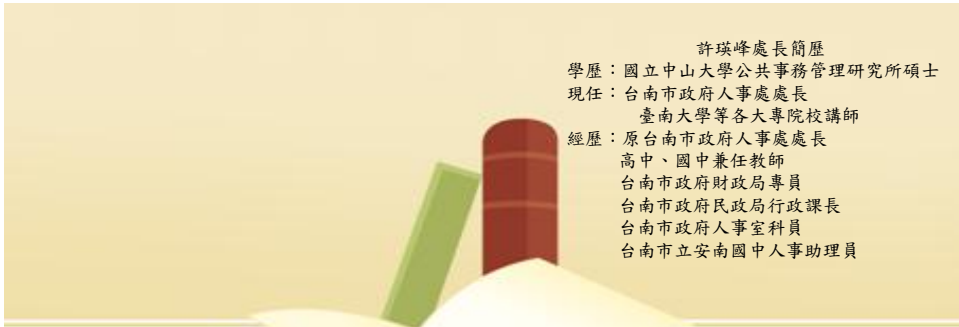 許瑛峰處長簡歷
學歷：國立中山大學公共事務管理研究所碩士
現任：台南市政府人事處處長
臺南大學等各大專院校講師
經歷：原台南市政府人事處處長
高中、國中兼任教師
台南市政府財政局專員
台南市政府民政局行政課長
台南市政府人事室科員
台南市立安南國中人事助理員